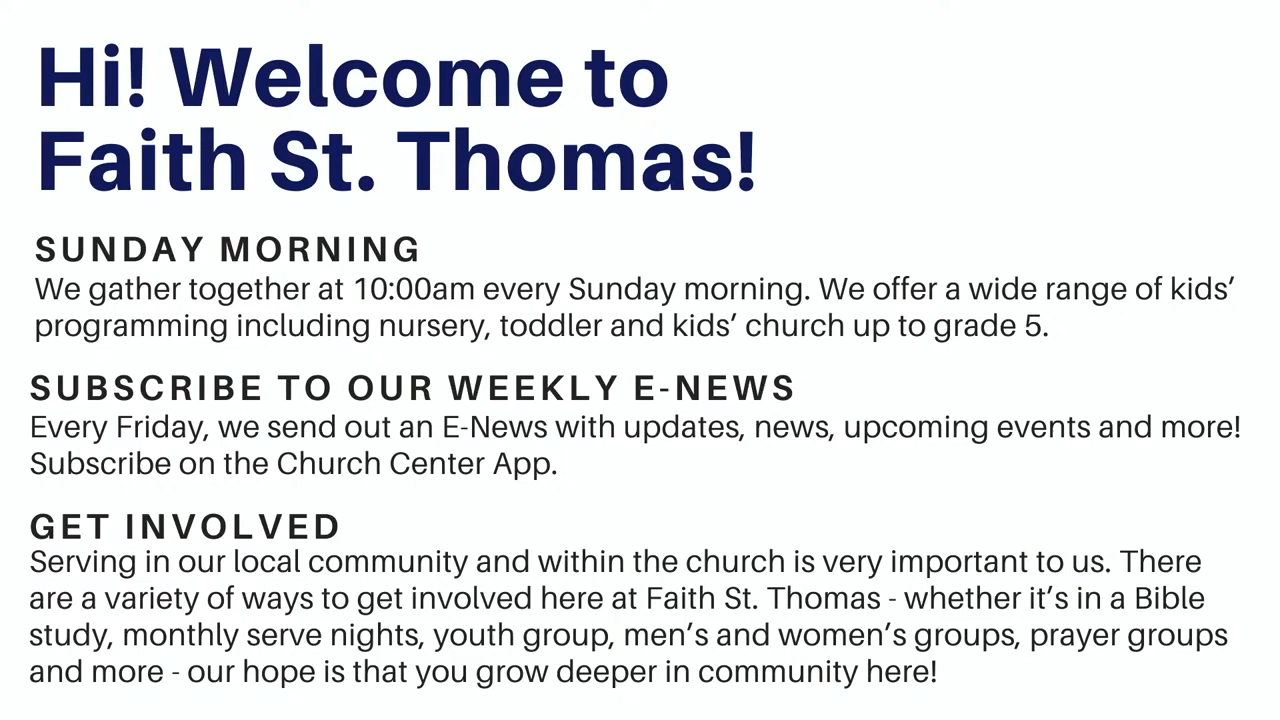 Hi! Welcome to
Faith St. Thomas!
SUNDAY MORNING
We gather together at 10:00am every Sunday morning. We offer a wide range of kids’
programming including nursery, toddler and kids’ church up to grade 5.
SUBSCRIBE TO OUR WEEKLY E-NEWS
Every Friday, we send out an E-News with updates, news, upcoming events and more!
Subscribe on the Church Center App.
GET INVOLVED
Serving in our local community and within the church is very important to us. There
are a variety of ways to get involved here at Faith St. Thomas - whether it’s in a Bible
study, monthly serve nights, youth group, men’s and women’s groups, prayer groups
and more - our hope is that you grow deeper in community here!